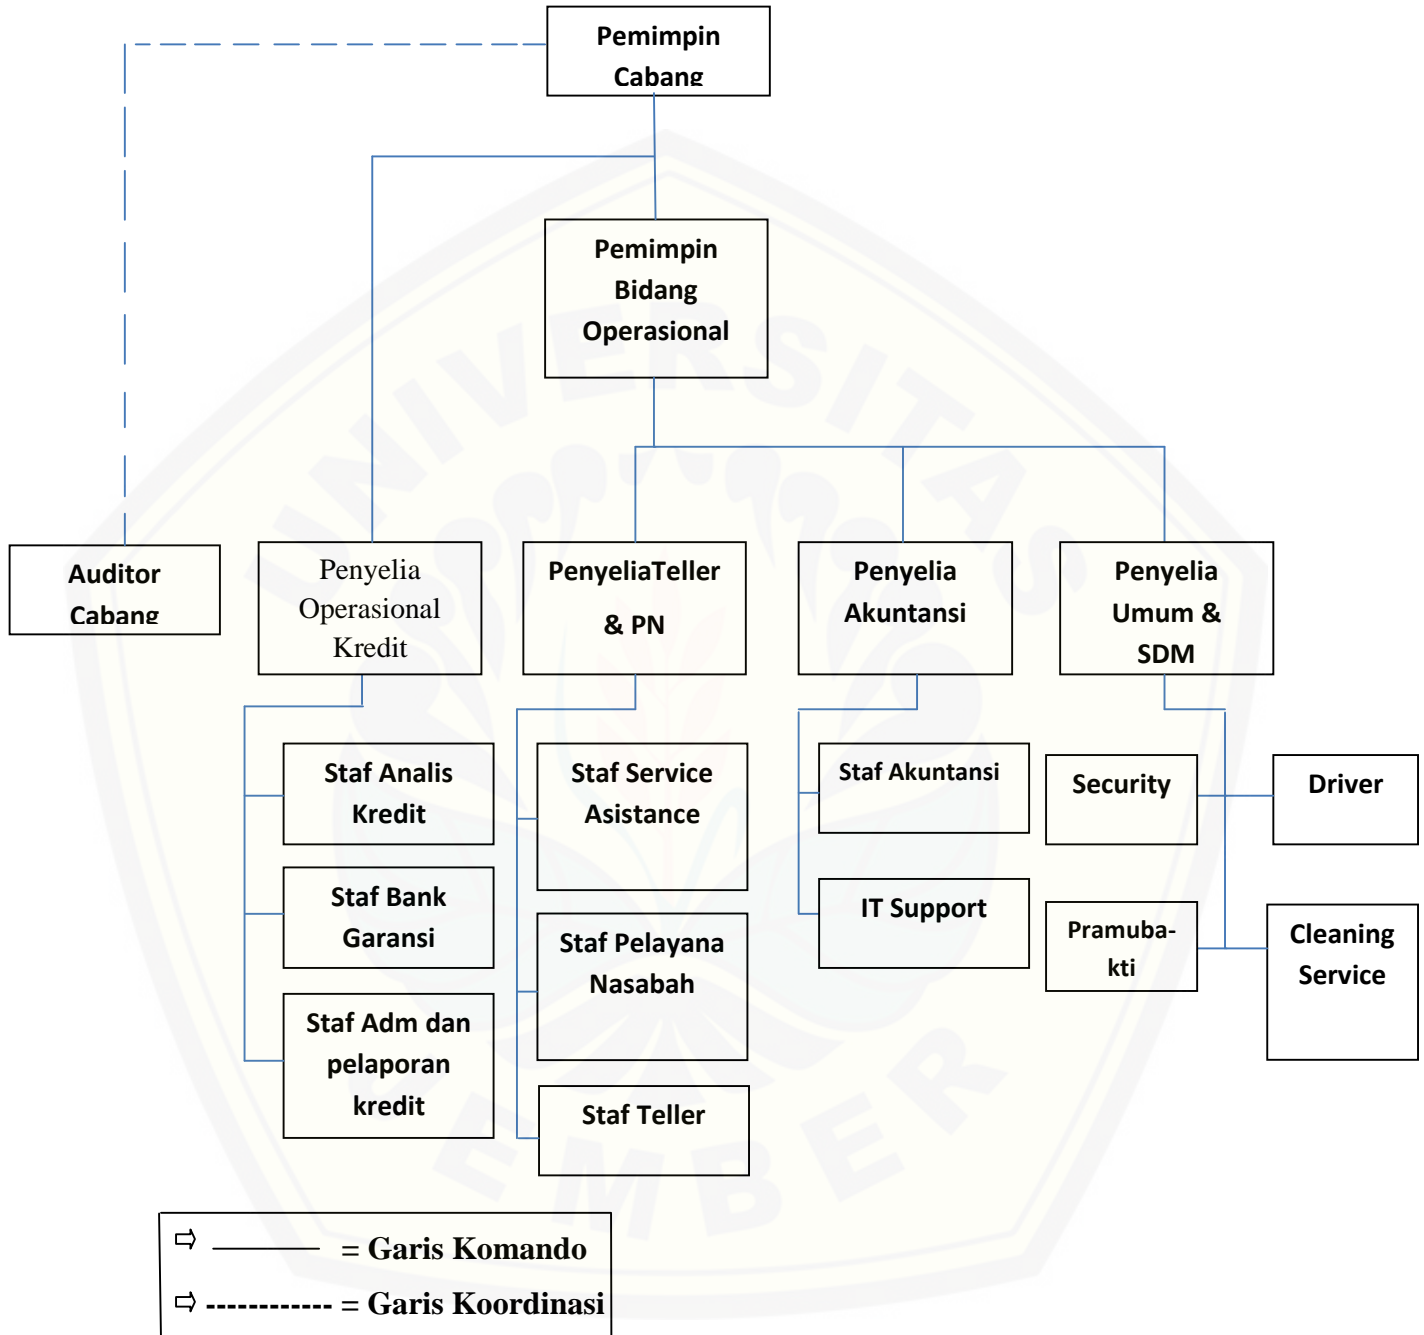 Pemimpin
Cabang
Pemimpin
Bidang
Operasional
Auditor
Cabang
Penyelia
Operasional
Kredit
PenyeliaTeller
& PN
Penyelia
Akuntansi
Penyelia
Umum &
SDM
Staf Analis
Kredit
Staf Bank
Garansi
Staf Adm dan
pelaporan
kredit
Staf Service
Asistance
Staf Pelayana
Nasabah
Staf Teller
Staf Akuntansi
IT Support
Security
Driver
Pramuba-
kti
Cleaning
Service
= Garis Komando
= Garis Koordinasi
UNIVERSITAS
JEMBER